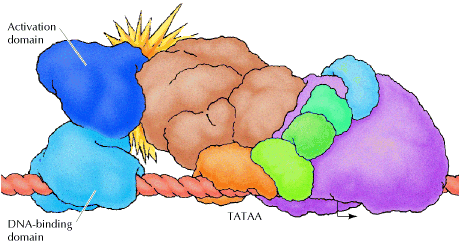 Activation
domain
DNA-binding
domain
TATAA